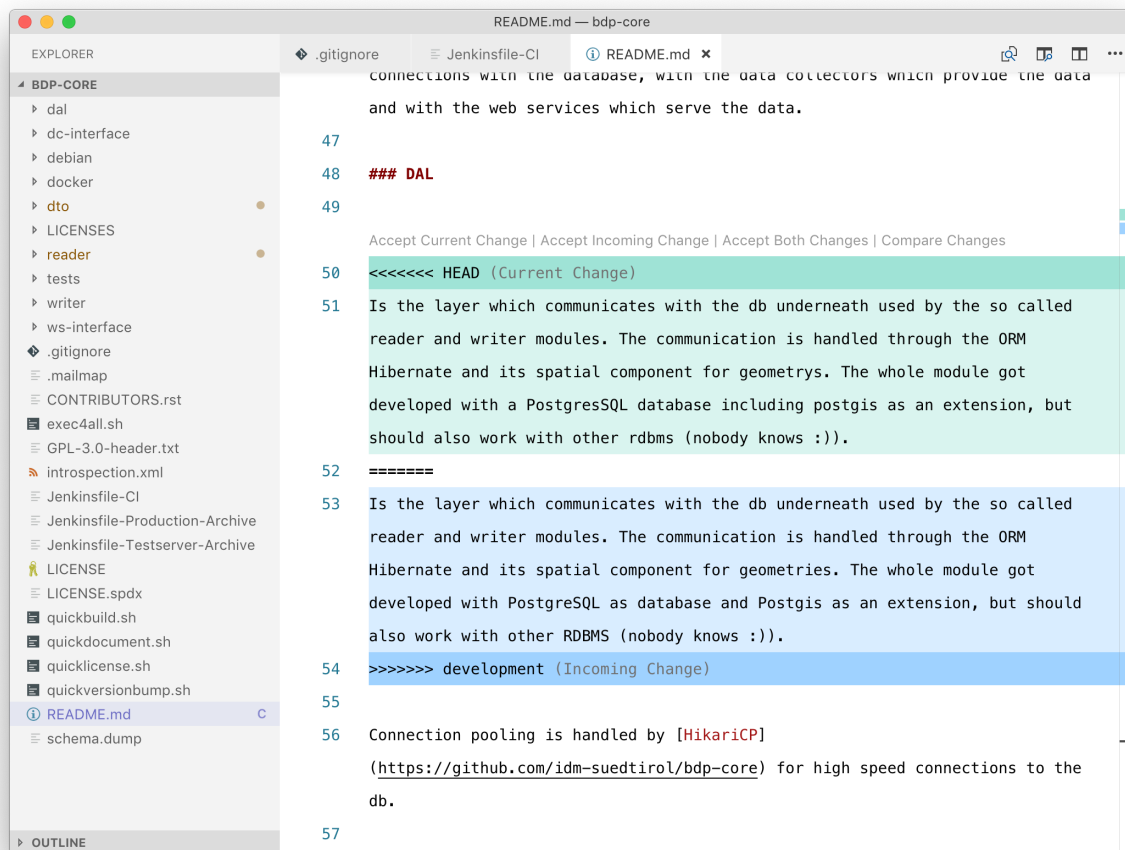 README.md — bdp-core
EXPLORER
BDP-CORE
dal
dc-interface
debian
docker
dto
LICENSES
reader
tests
writer
ws-interface
.gitignore
.mailmap
CONTRIBUTORS.rst
exec4all.sh
GPL-3.0-header.txt
introspection.xml
Jenkinsfile-CI
Jenkinsfile-Production-Archive
Jenkinsfile-Testserver-Archive
LICENSE
LICENSE.spdx
quickbuild.sh
quickdocument.sh
quicklicense.sh
quickversionbump.sh
README.md C
schema.dump
OUTLINE
.gitignore Jenkinsfile-CI README.md
connections with the database, with the data collectors which provide the data
and with the web services which serve the data.
47
48 ### DAL
49
Accept Current Change | Accept Incoming Change | Accept Both Changes | Compare Changes
50 <<<<<<< HEAD (Current Change)
51 Is the layer which communicates with the db underneath used by the so called
reader and writer modules. The communication is handled through the ORM
Hibernate and its spatial component for geometrys. The whole module got
developed with a PostgresSQL database including postgis as an extension, but
should also work with other rdbms (nobody knows :)).
52 =======
53 Is the layer which communicates with the db underneath used by the so called
reader and writer modules. The communication is handled through the ORM
Hibernate and its spatial component for geometries. The whole module got
developed with PostgreSQL as database and Postgis as an extension, but should
also work with other RDBMS (nobody knows :)).
54 >>>>>>> development (Incoming Change)
55
56 Connection pooling is handled by [HikariCP]
(https://github.com/idm-suedtirol/bdp-core) for high speed connections to the
db.
57